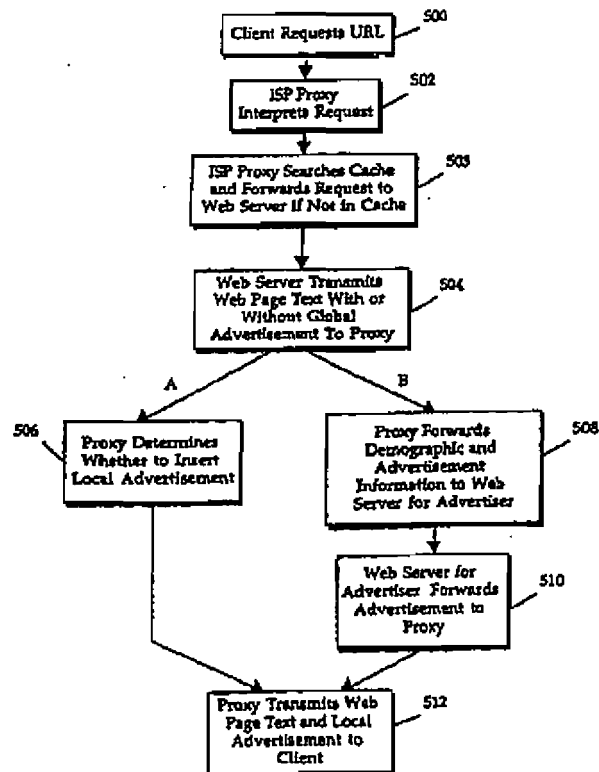 500
Client Requests URL
502
ISP Proxy
Interprets Request
503
ISP Proxy Searches Cache
and Forwards Request to
Web Server if Not in Cache
504
Web Server Transmits
Web Page Text With or
Without Global
Advertisement To Proxy
A
B
506
Proxy Determines
Whether to Insert
Local Advertisement
508
Proxy Forwards
Demographic and
Advertisement
Information to Web
Server for Advertiser
510
Web Server for
Advertiser Forwards
Advertisement to
Proxy
512
Proxy Transmits Web
Page Text and Local
Advertisement to
Client